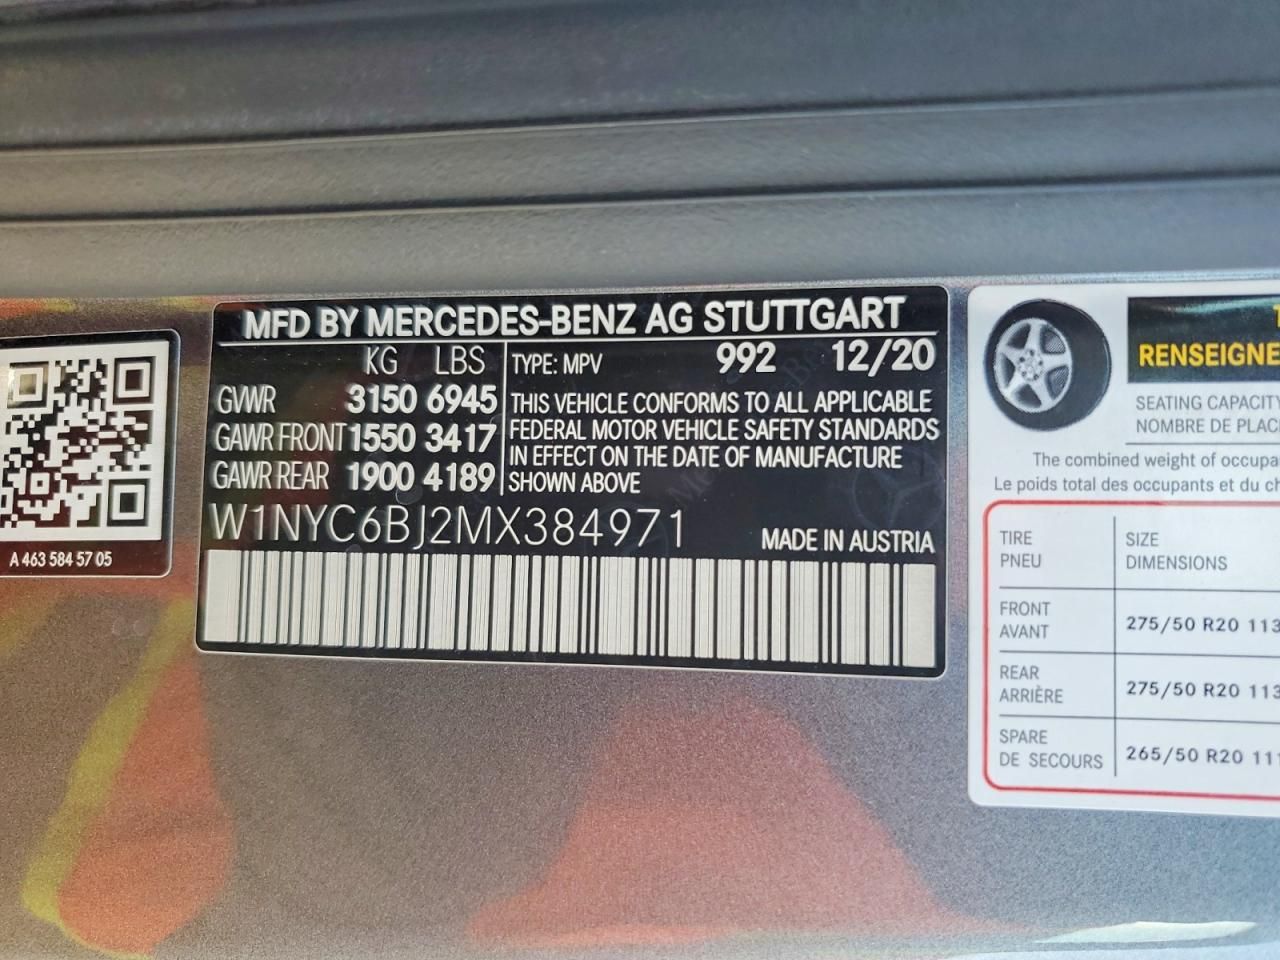 MFD BY MERCEDES-BENZ AG STUTTGART
KG LBS
GWR 3150 6945
GAWR FRONT 1550 3417
GAWR REAR 1900 4189
TYPE: MPV 992 12/20
THIS VEHICLE CONFORMS TO ALL APPLICABLE
FEDERAL MOTOR VEHICLE SAFETY STANDARDS
IN EFFECT ON THE DATE OF MANUFACTURE
SHOWN ABOVE
W1NYC6BJ2MX384971
MADE IN AUSTRIA
A 463 584 57 05
RENSEIGNE
SEATING CAPACITY
NOMBRE DE PLAC
The combined weight of occupa
Le poids total des occupants et du ch
TIRE SIZE
PNEU DIMENSIONS
FRONT
AVANT 275/50 R20 113
REAR
ARRIÈRE 275/50 R20 113
SPARE
DE SECOURS 265/50 R20 111